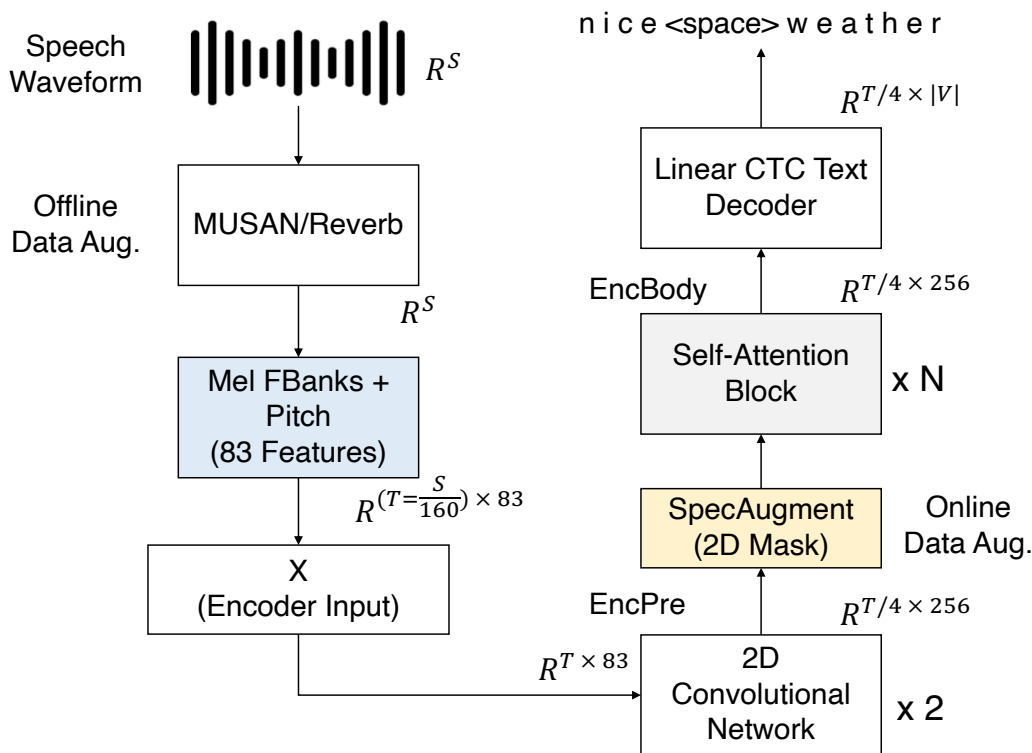 Speech
Waveform
R^S
Offline
Data Aug.
MUSAN/Reverb
R^S
Mel FBanks +
Pitch
(83 Features)
R^{(T=\frac{S}{160}) × 83}
X
(Encoder Input)
R^{T × 83}
2D
Convolutional
Network
x 2
EncPre
R^{T/4 × 256}
SpecAugment
(2D Mask)
Online
Data Aug.
Self-Attention
Block
x N
EncBody
R^{T/4 × 256}
Linear CTC Text
Decoder
R^{T/4 × |V|}
n i c e <space> w e a t h e r